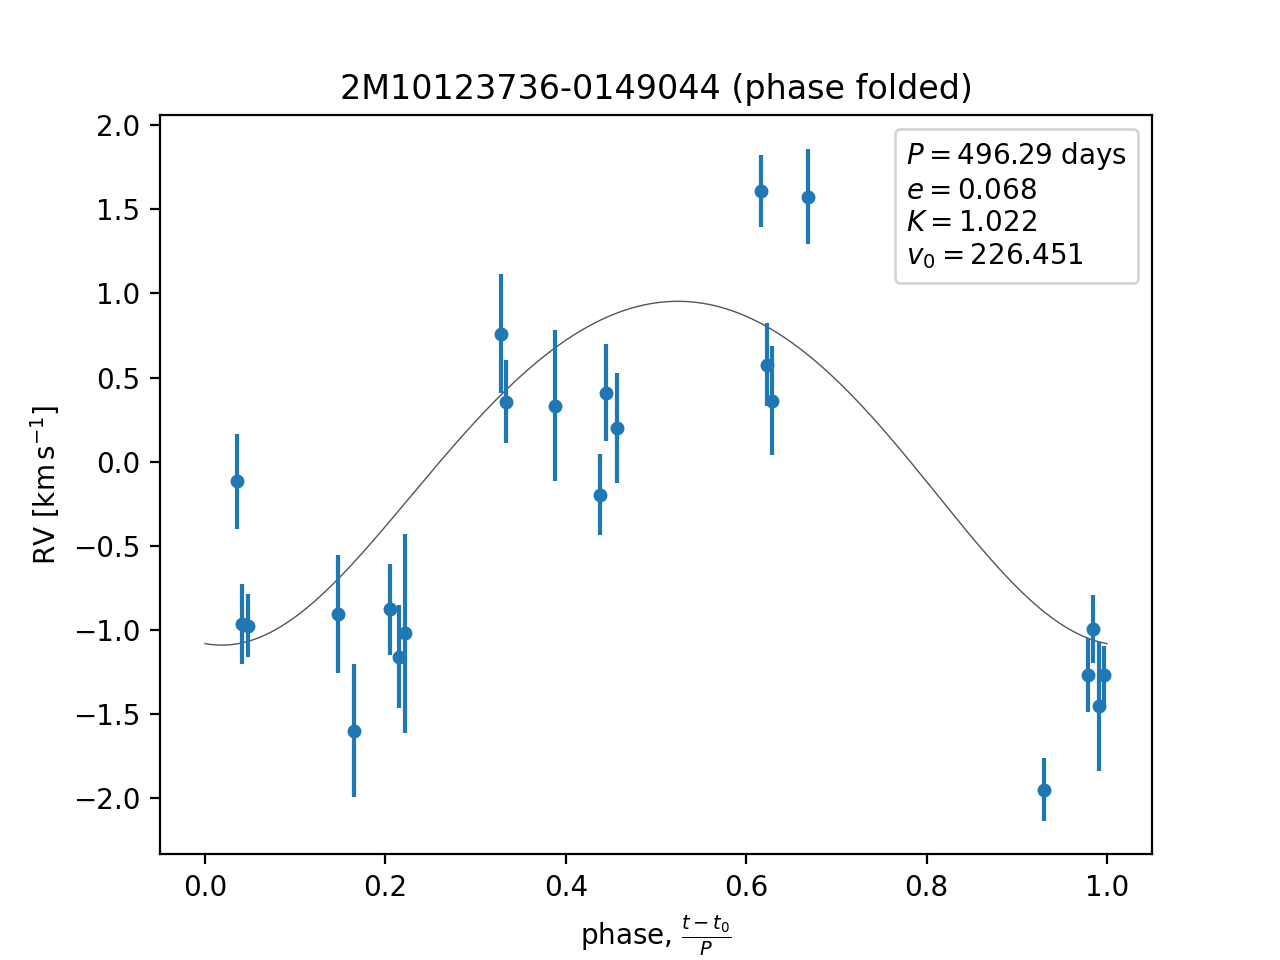 2M10123736-0149044 (phase folded)
P = 496.29 days
e = 0.068
K = 1.022
v₀ = 226.451
RV [km s⁻¹]
2.0
1.5
1.0
0.5
0.0
−0.5
−1.0
−1.5
−2.0
0.0 0.2 0.4 0.6 0.8 1.0
phase, (t − t₀)/P